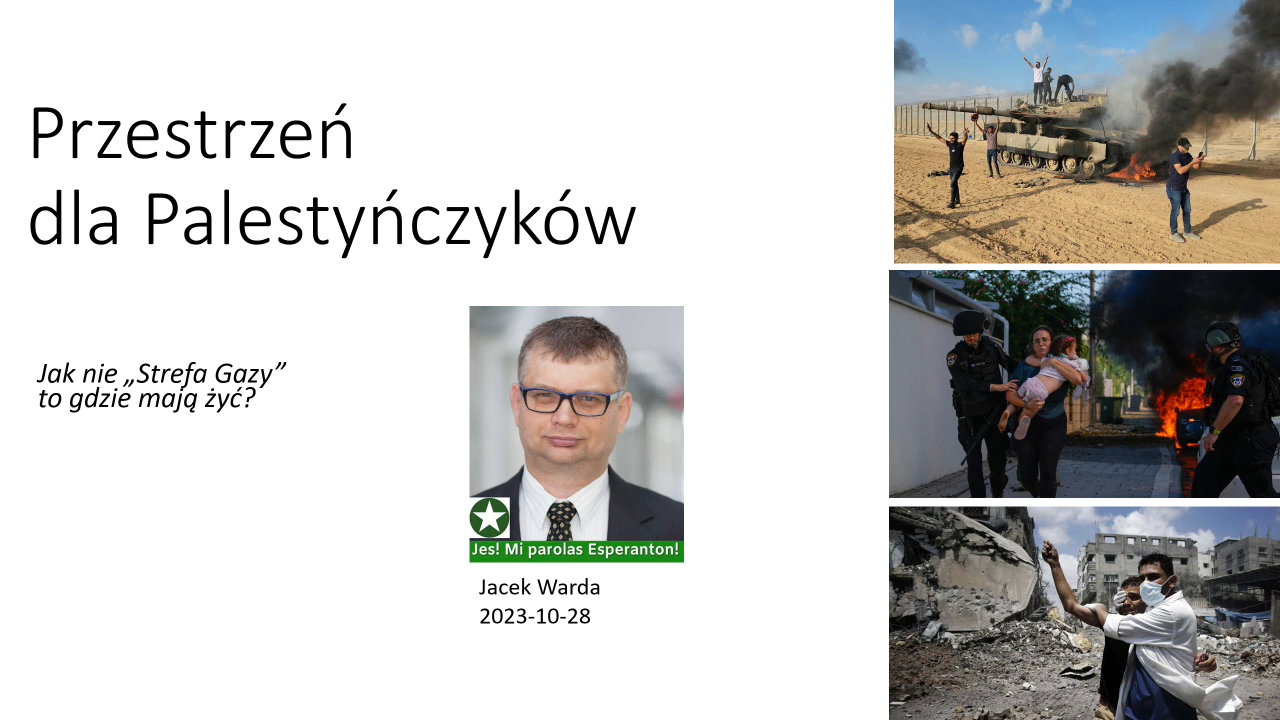 Przestrzeń
dla Palestyńczyków
Jak nie „Strefa Gazy”
to gdzie mają żyć?
Jes! Mi parolas Esperanton!
Jacek Warda
2023-10-28